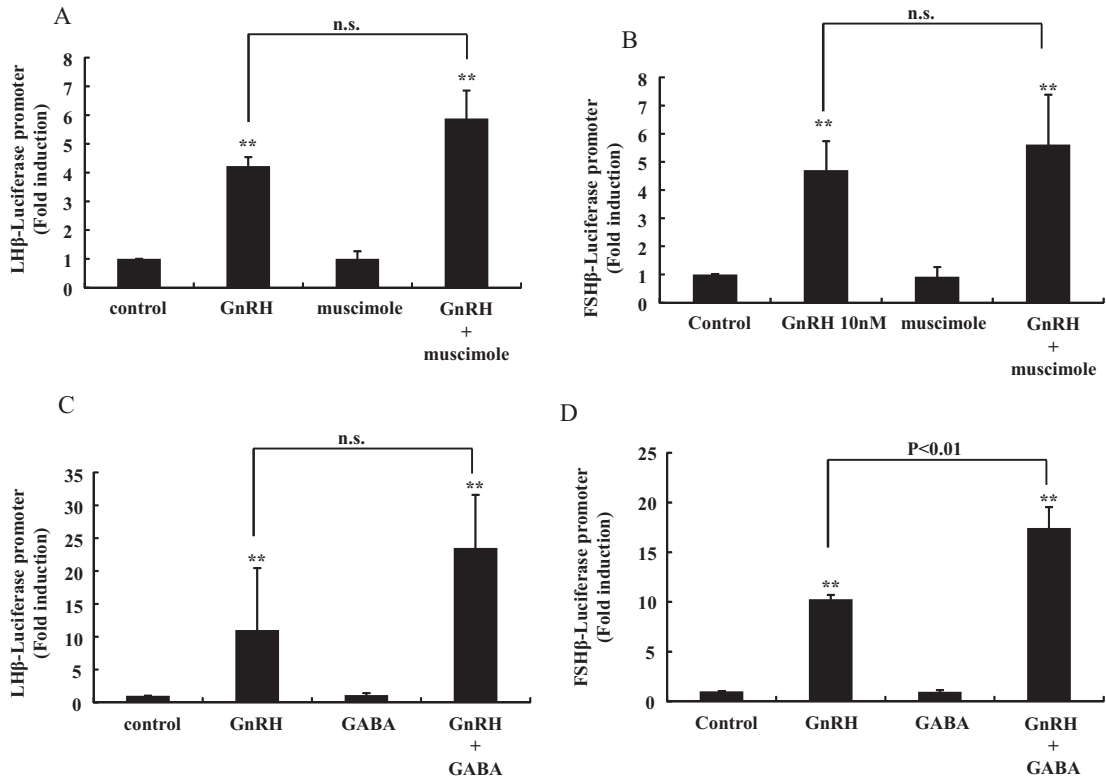 A
n.s.
LHβ-Luciferase promoter
(Fold induction)
8
7
6
5
4
3
2
1
0
**
**
control
GnRH
muscimole
GnRH
+
muscimole
B
n.s.
FSHβ-Luciferase promoter
(Fold induction)
8
7
6
5
4
3
2
1
0
**
**
Control
GnRH 10nM
muscimole
GnRH
+
muscimole
C
n.s.
LHβ-Luciferase promoter
(Fold induction)
35
30
25
20
15
10
5
0
**
**
control
GnRH
GABA
GnRH
+
GABA
D
P<0.01
FSHβ-Luciferase promoter
(Fold induction)
25
20
15
10
5
0
**
**
Control
GnRH
GABA
GnRH
+
GABA